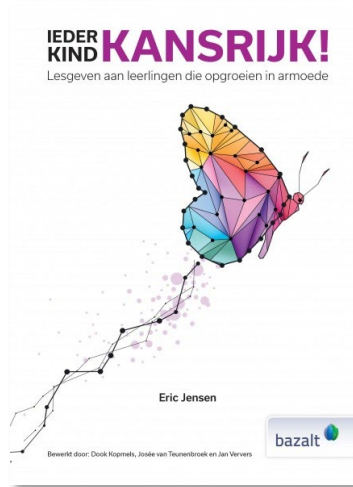 IEDER
KIND KANSRIJK!
Lesgeven aan leerlingen die opgroeien in armoede
Eric Jensen
bazalt
Bewerkt door: Dook Kopmels, Josée van Teunenbroek en Jan Ververs